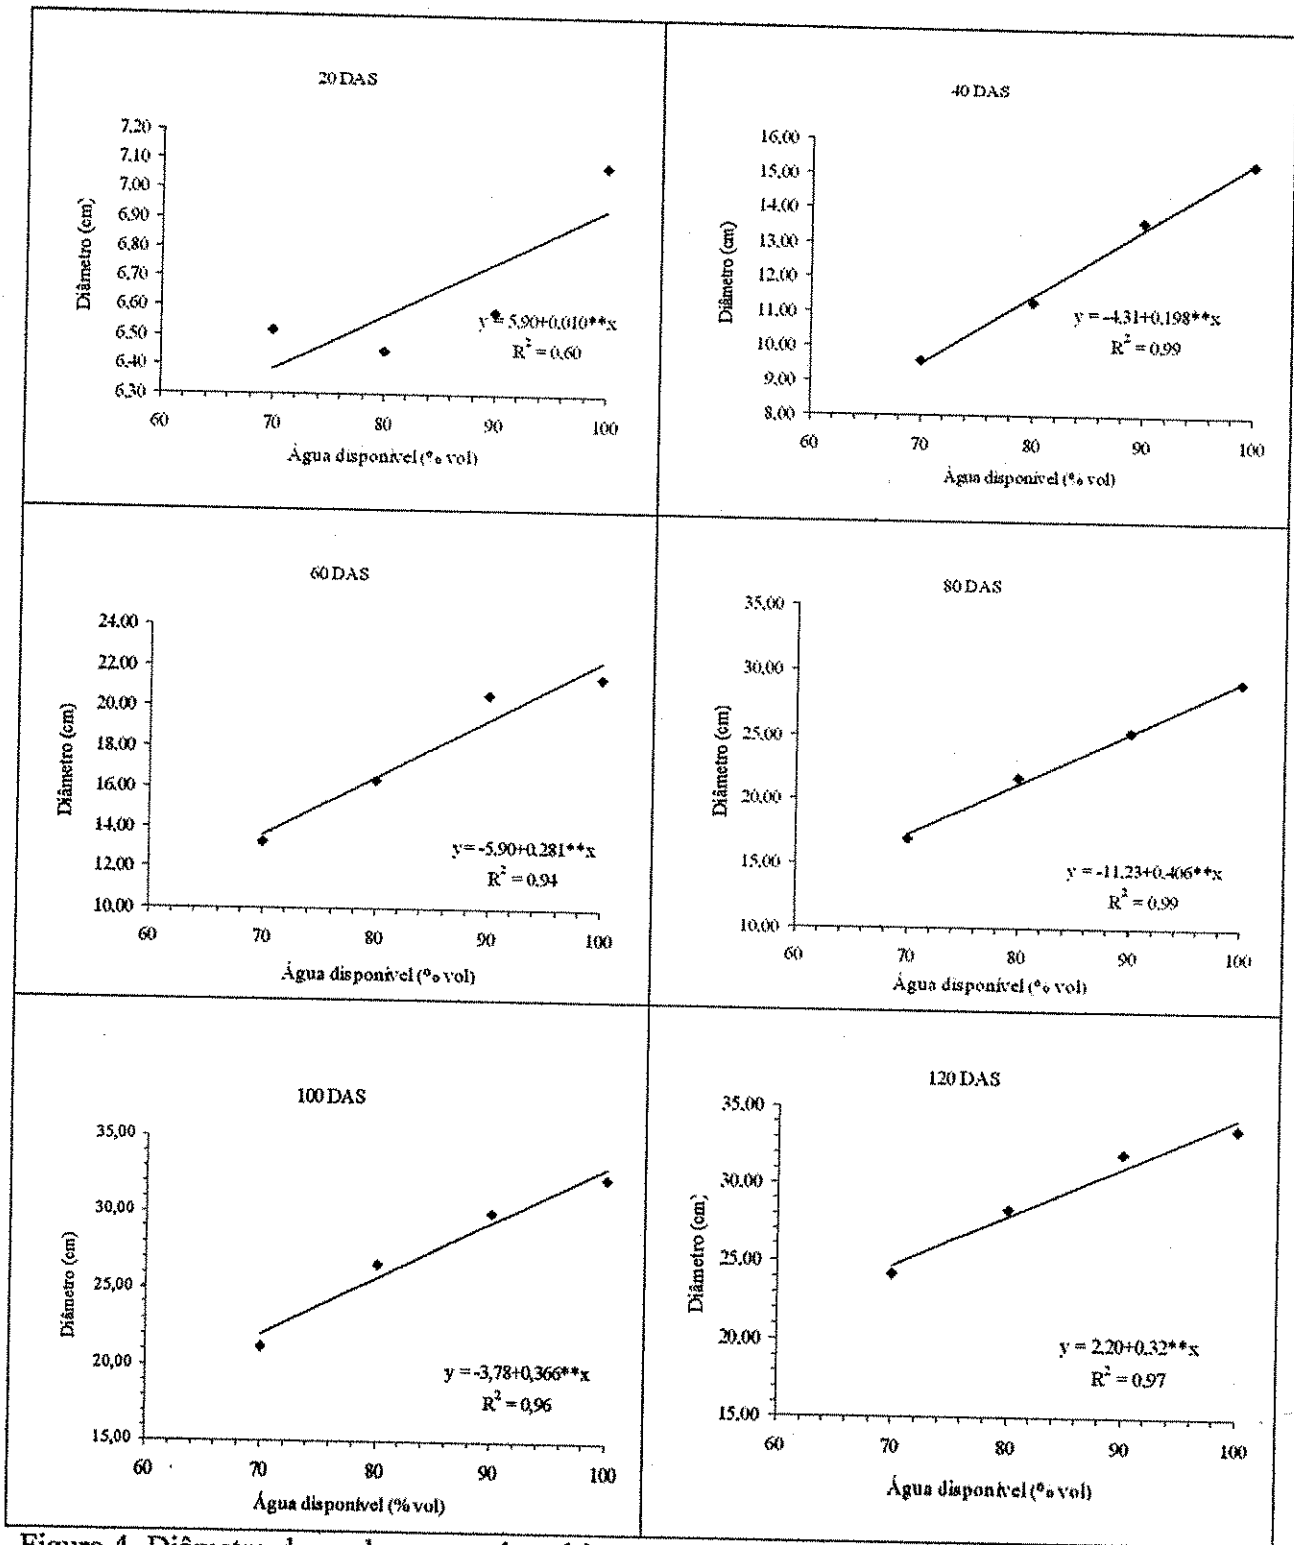 20 DAS
7,20
7,10
7,00
6,90
6,80
6,70
6,60
6,50
6,40
6,30
Diâmetro (cm)
y = 5,90+0,010**x
R² = 0,60
60 70 80 90 100
Água disponível (% vol)
40 DAS
16,00
15,00
14,00
13,00
12,00
11,00
10,00
9,00
8,00
Diâmetro (cm)
y = -4,31+0,198**x
R² = 0,99
60 70 80 90 100
Água disponível (% vol)
60 DAS
24,00
22,00
20,00
18,00
16,00
14,00
12,00
10,00
Diâmetro (cm)
y = -5,90+0,281**x
R² = 0,94
60 70 80 90 100
Água disponível (% vol)
80 DAS
35,00
30,00
25,00
20,00
15,00
10,00
Diâmetro (cm)
y = -11,23+0,406**x
R² = 0,99
60 70 80 90 100
Água disponível (% vol)
100 DAS
35,00
30,00
25,00
20,00
15,00
Diâmetro (cm)
y = -3,78+0,366**x
R² = 0,96
60 70 80 90 100
Água disponível (% vol)
120 DAS
35,00
30,00
25,00
20,00
15,00
Diâmetro (cm)
y = 2,20+0,32**x
R² = 0,97
60 70 80 90 100
Água disponível (% vol)
Figura 4. Diâmetro